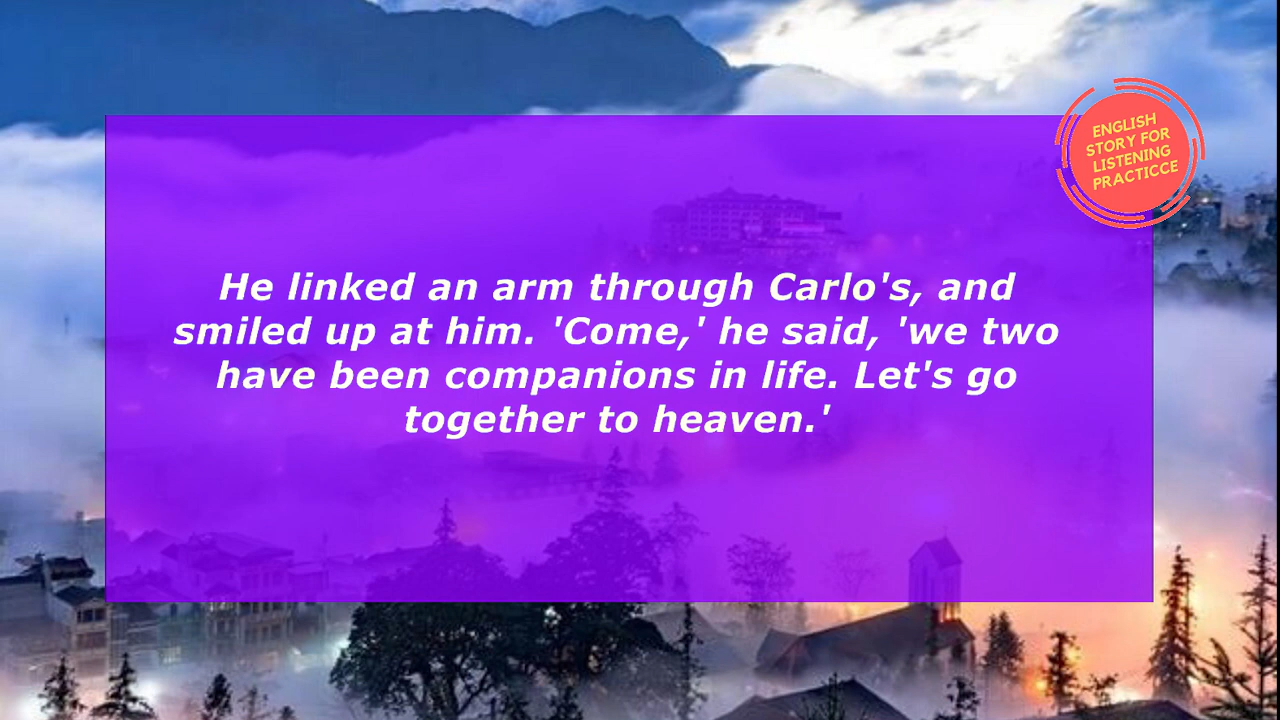 ENGLISH
STORY FOR
LISTENING
PRACTICCE
He linked an arm through Carlo's, and
smiled up at him. 'Come,' he said, 'we two
have been companions in life. Let's go
together to heaven.'